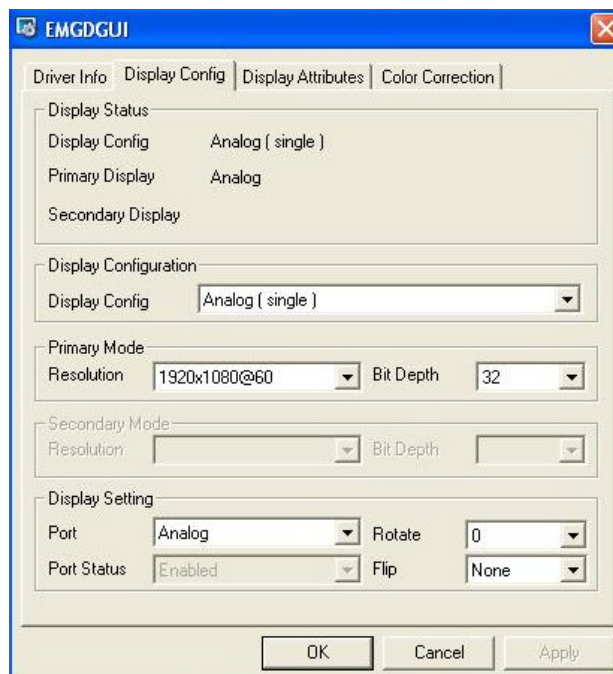 EMGDGUI
Driver Info Display Config Display Attributes Color Correction
Display Status
Display Config Analog ( single )
Primary Display Analog
Secondary Display
Display Configuration
Display Config Analog ( single )
Primary Mode
Resolution 1920x1080@60 Bit Depth 32
Secondary Mode
Resolution Bit Depth
Display Setting
Port Analog Rotate 0
Port Status Enabled Flip None
OK Cancel Apply